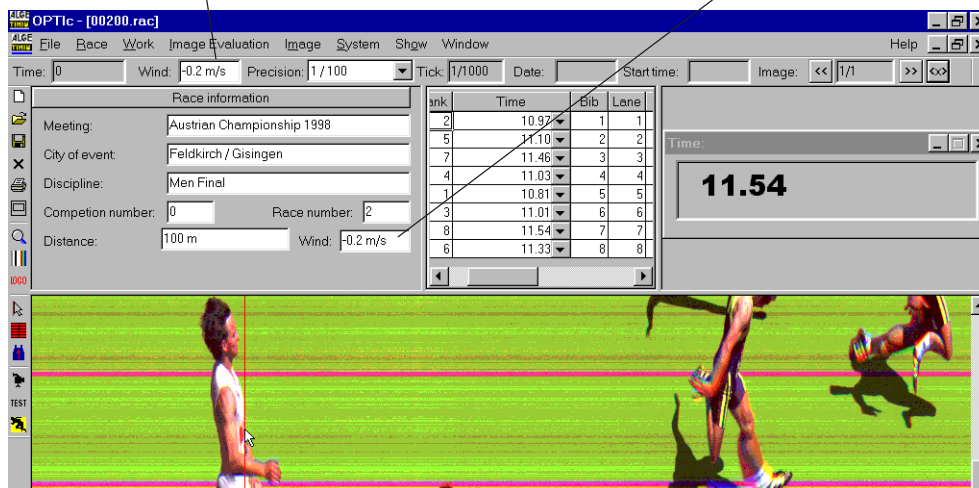 ALGE TIMIN OPTIc - [00200.rac]
ALGE TIMIN File Race Work Image Evaluation Image System Show Window Help
Time: 0 Wind: -0.2 m/s Precision: 1 / 100 Tick: 1/1000 Date: Start time: Image: << 1/1 >> <x>
Race information
Meeting: Austrian Championship 1998
City of event: Feldkirch / Gisingen
Discipline: Men Final
Competion number: 0 Race number: 2
Distance: 100 m Wind: -0.2 m/s
ank Time Bib Lane
2 10.97 1 1
5 11.10 2 2
7 11.46 3 3
4 11.03 4 4
1 10.81 5 5
3 11.01 6 6
8 11.54 7 7
6 11.33 8 8
Time:
11.54
LOGO
TEST